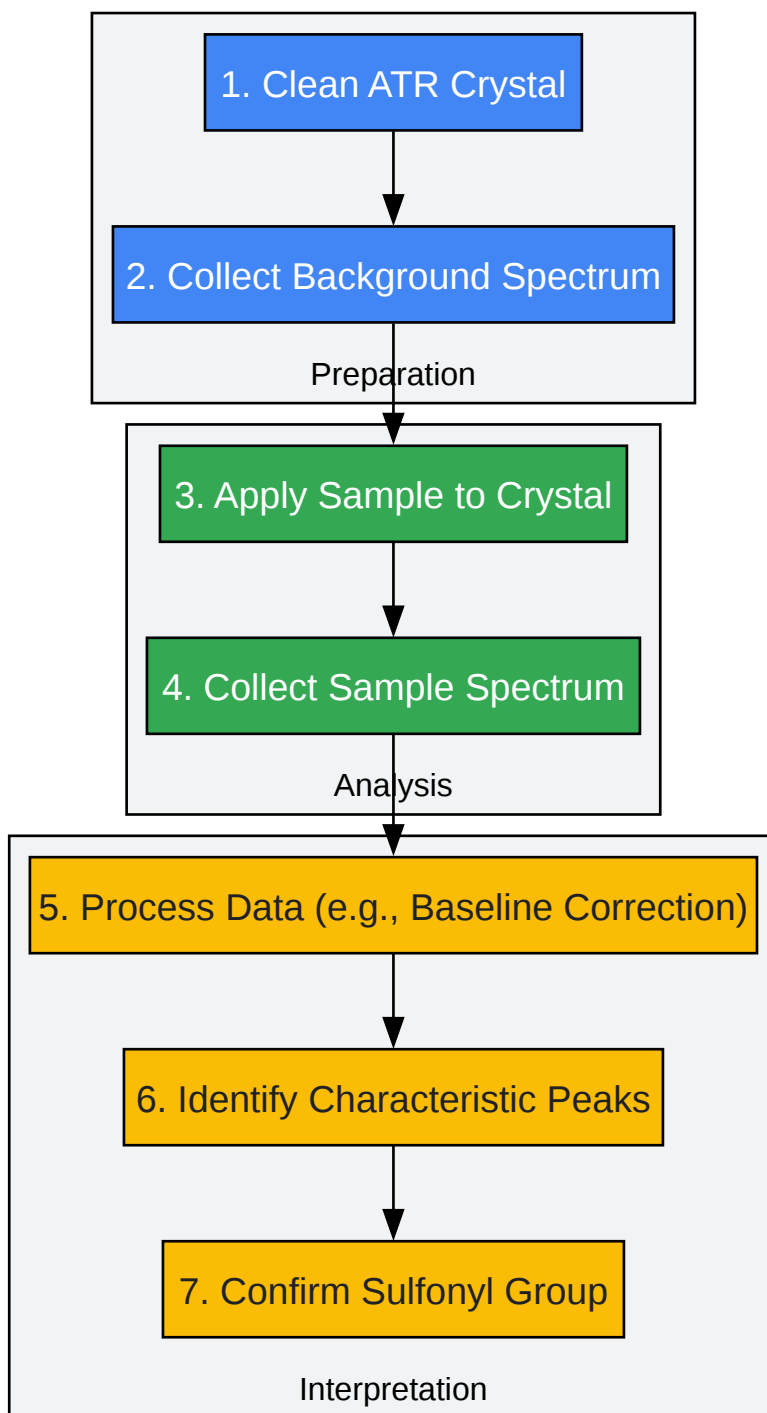 1. Clean ATR Crystal
2. Collect Background Spectrum
Preparation
3. Apply Sample to Crystal
4. Collect Sample Spectrum
Analysis
5. Process Data (e.g., Baseline Correction)
6. Identify Characteristic Peaks
7. Confirm Sulfonyl Group
Interpretation